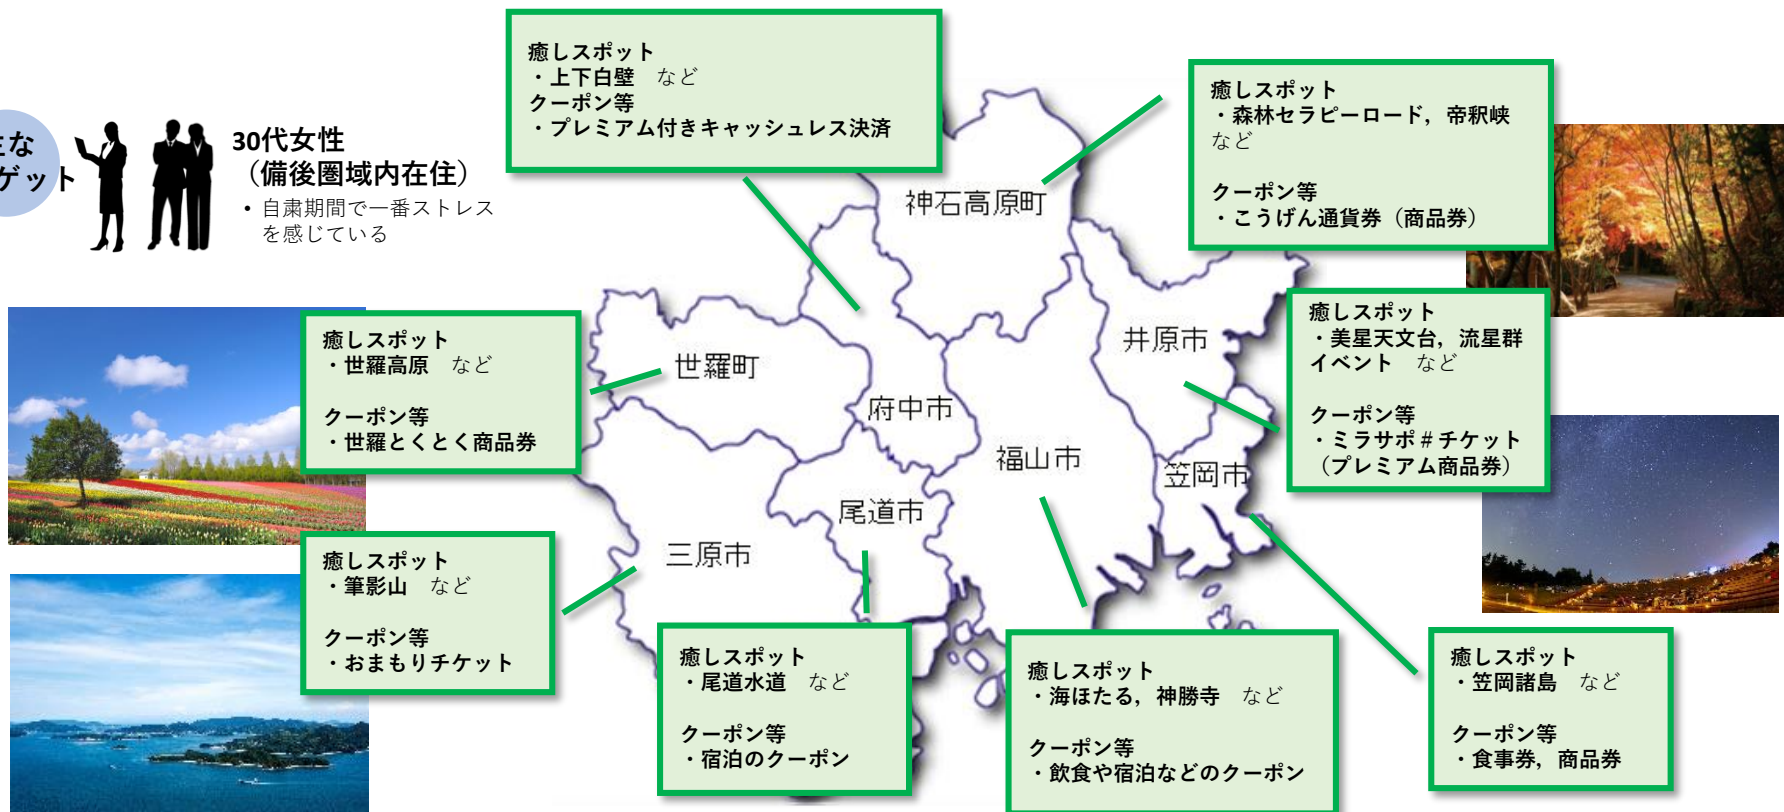 主な
ゲット
30代女性
（備後圏域内在住）
• 自粛期間で一番ストレス
を感じている
癒しスポット
・上下白壁　など
クーポン等
・プレミアム付きキャッシュレス決済
癒しスポット
・森林セラピーロード，帝釈峡
など
クーポン等
・こうげん通貨券（商品券）
癒しスポット
・世羅高原　など
クーポン等
・世羅とくとく商品券
癒しスポット
・美星天文台，流星群
イベント　など
クーポン等
・ミラサポ＃チケット
（プレミアム商品券）
神石高原町
井原市
世羅町
府中市
福山市
笠岡市
尾道市
三原市
癒しスポット
・筆影山　など
クーポン等
・おまもりチケット
癒しスポット
・尾道水道　など
クーポン等
・宿泊のクーポン
癒しスポット
・海ほたる，神勝寺　など
クーポン等
・飲食や宿泊などのクーポン
癒しスポット
・笠岡諸島　など
クーポン等
・食事券，商品券